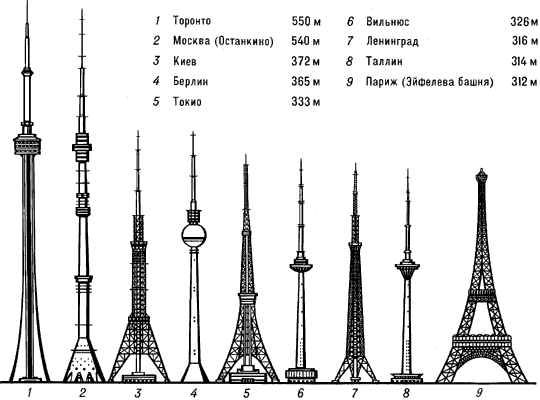 1 Торонто 550 м
2 Москва (Останкино) 540 м
3 Киев 372 м
4 Берлин 365 м
5 Токио 333 м
6 Вильнюс 326 м
7 Ленинград 316 м
8 Таллин 314 м
9 Париж (Эйфелева башня) 312 м
1 2 3 4 5 6 7 8 9